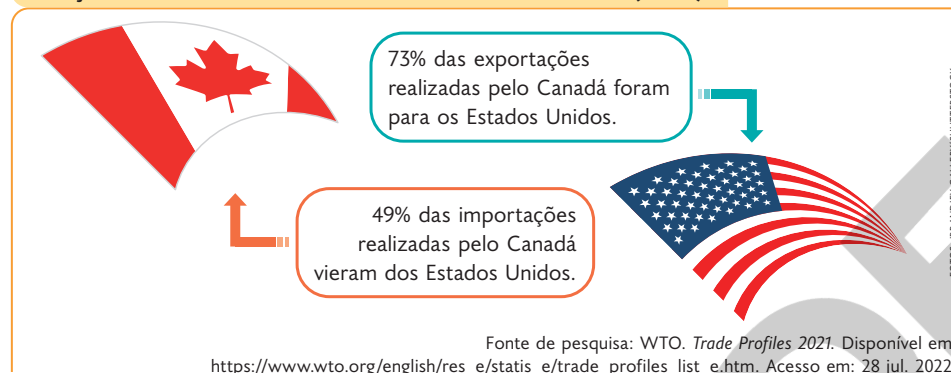 73% das exportações
realizadas pelo Canadá foram
para os Estados Unidos.
49% das importações
realizadas pelo Canadá
vieram dos Estados Unidos.
Fonte de pesquisa: WTO. Trade Profiles 2021. Disponível em
https://www.wto.org/english/res_e/statis_e/trade_profiles_list_e.htm. Acesso em: 28 jul. 2022